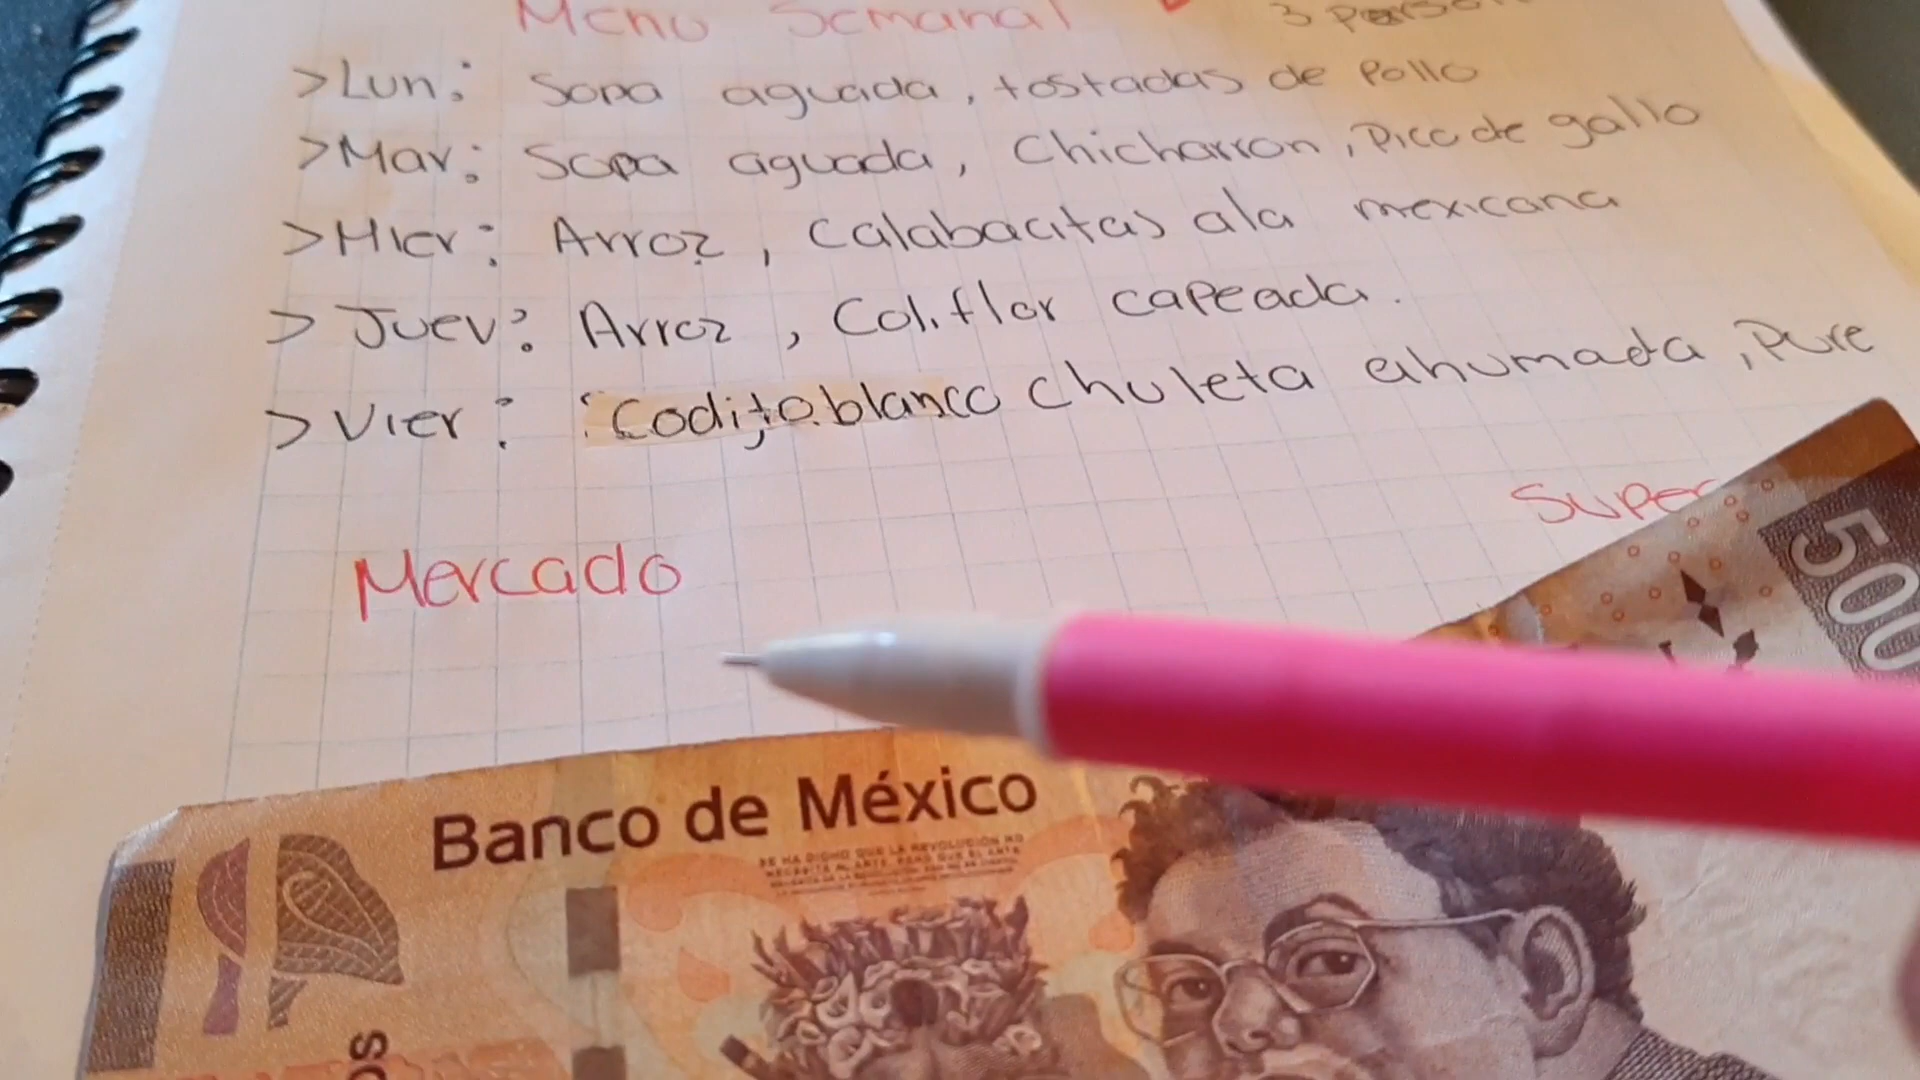 Menu Semanal
3 person
>Lun: Sopa aguada, tostadas de Pollo
>Mar: Sopa aguada, Chicharron, Pico de gallo
>Mier: Arroz, Calabacitas ala mexicana
> Juev: Arroz, Coliflor capeada.
> Vier: Codito blanco chuleta ahumada, Pure
Super
Mercado
500
Banco de México